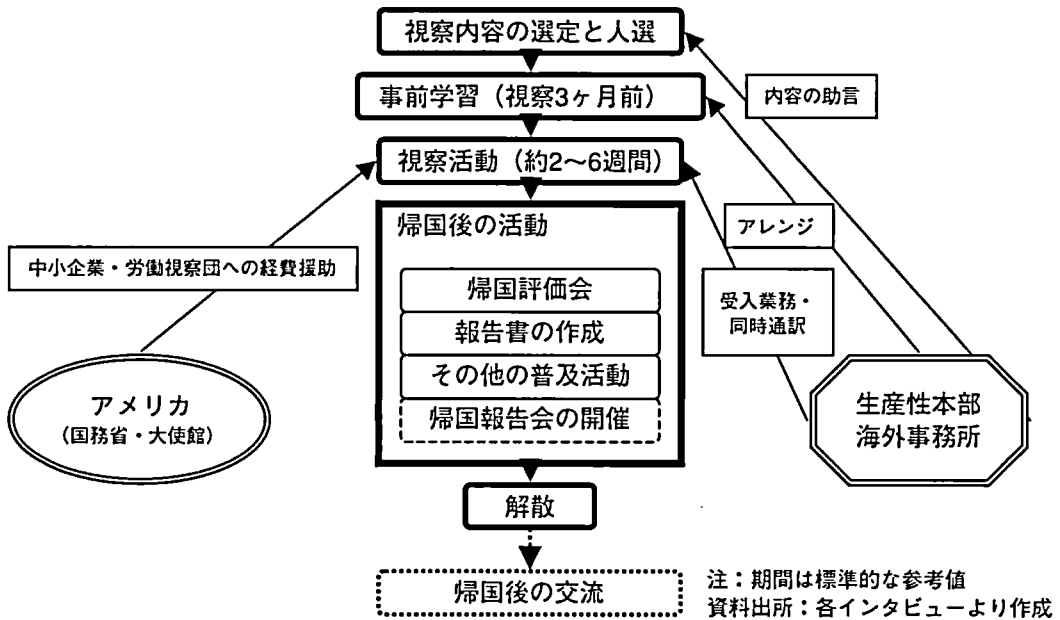 視察内容の選定と人選
事前学習（視察3ヶ月前）
内容の助言
視察活動（約2〜6週間）
帰国後の活動
アレンジ
中小企業・労働視察団への経費援助
帰国評価会
受入業務・
同時通訳
報告書の作成
その他の普及活動
帰国報告会の開催
アメリカ
（国務省・大使館）
生産性本部
海外事務所
解散
帰国後の交流
注：期間は標準的な参考値
資料出所：各インタビューより作成